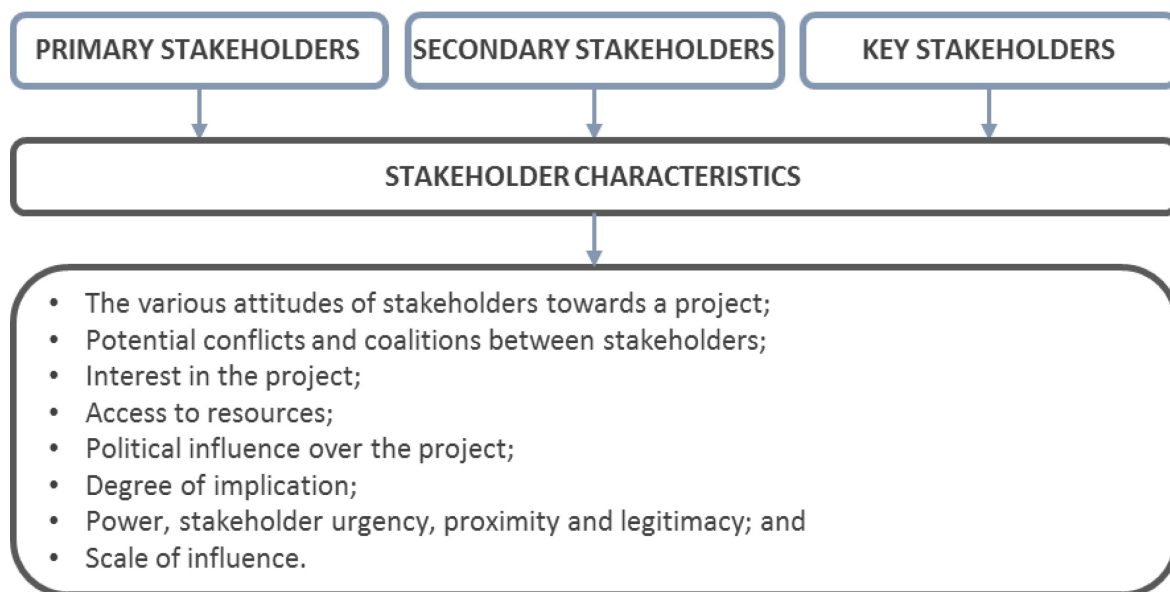 PRIMARY STAKEHOLDERS
SECONDARY STAKEHOLDERS
KEY STAKEHOLDERS
STAKEHOLDER CHARACTERISTICS
• The various attitudes of stakeholders towards a project;
• Potential conflicts and coalitions between stakeholders;
• Interest in the project;
• Access to resources;
• Political influence over the project;
• Degree of implication;
• Power, stakeholder urgency, proximity and legitimacy; and
• Scale of influence.